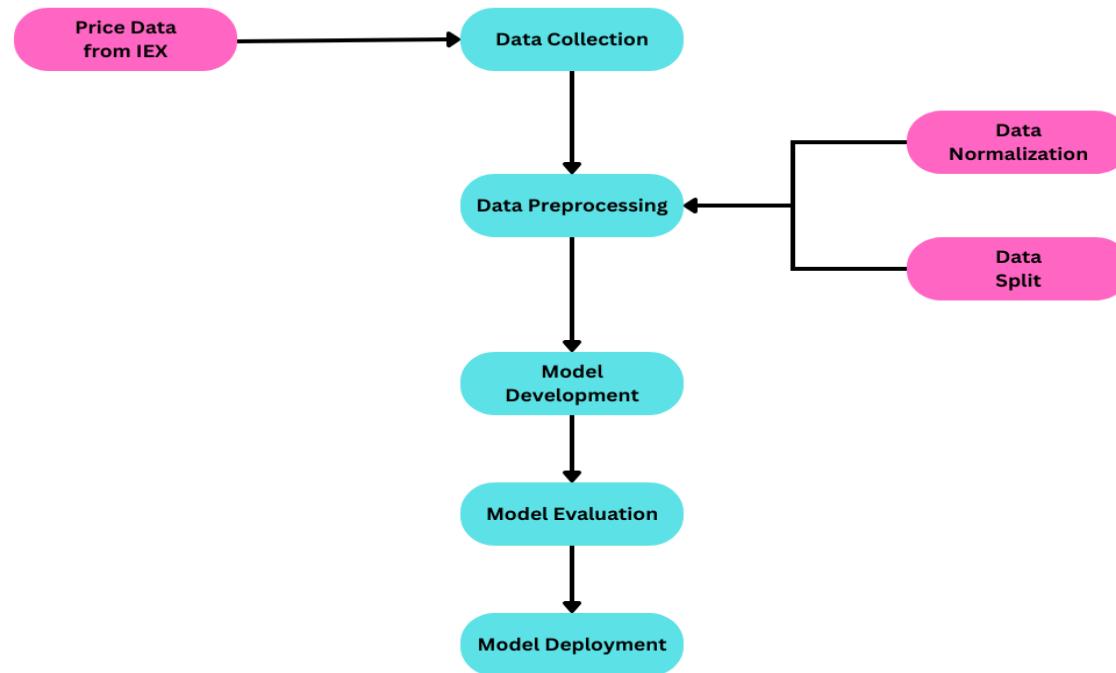 Price Data
from IEX
Data Collection
Data
Normalization
Data Preprocessing
Data
Split
Model
Development
Model Evaluation
Model Deployment